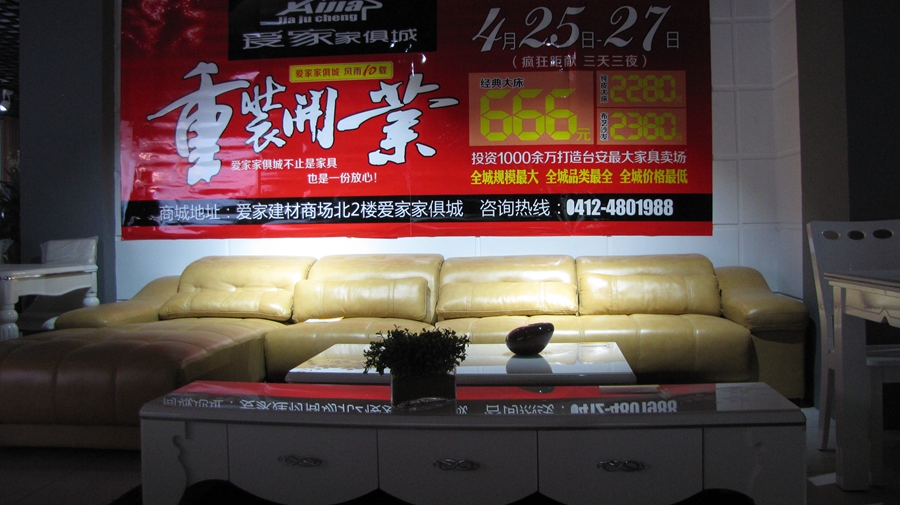 Jia ju cheng
爱家家俱城
4月25日-27日
（疯狂钜献 三天三夜）
爱家家俱城 风雨10载
重装开业
爱家家俱城不止是家具
也是一份放心！
经典大床
666元
2280
布艺沙发
2380
投资1000余万打造台安最大家具卖场
全城规模最大 全城品类最全 全城价格最低
商城地址：爱家建材商场北2楼爱家家俱城 咨询热线：0412-4801988